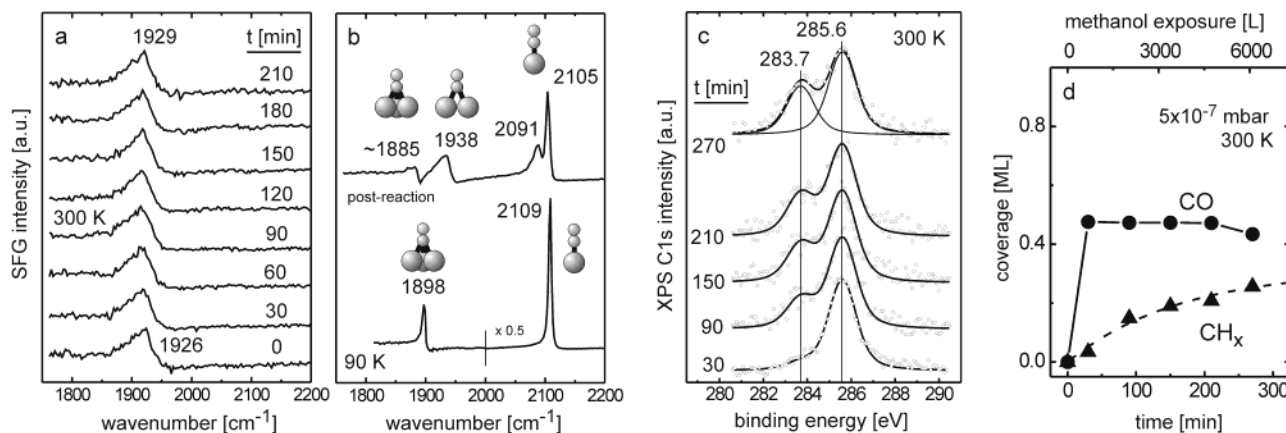 a
1929
t [min]
210
180
150
120
300 K
90
60
30
1926
0
SFG intensity [a.u.]
1800 1900 2000 2100 2200
wavenumber [cm-1]
b
2105
2091
1938
~1885
post-reaction
2109
1898
x 0.5
90 K
1800 1900 2000 2100 2200
wavenumber [cm-1]
c
285.6
300 K
283.7
t [min]
270
210
150
90
30
XPS C1s intensity [a.u.]
280 282 284 286 288 290
binding energy [eV]
methanol exposure [L]
0 3000 6000
d
5x10-7 mbar
300 K
0.8
CO
0.4
CHx
0.0
coverage [ML]
0 100 200 300
time [min]